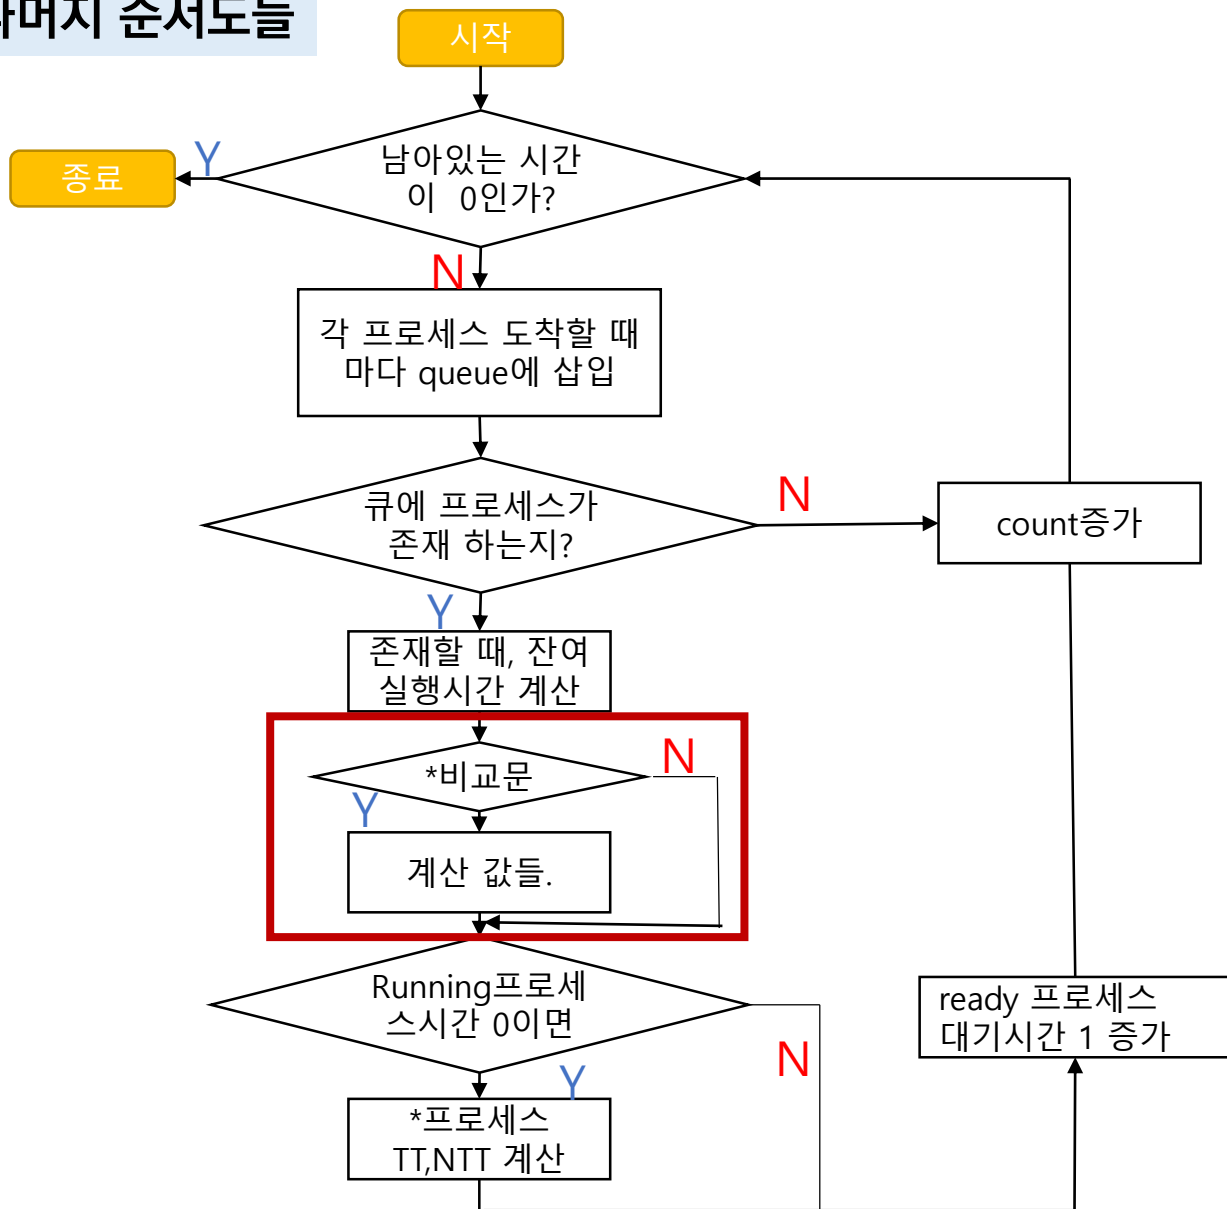 나머지 순서도들
시작
종료
Y
남아있는 시간
이 0인가?
N
각 프로세스 도착할 때
마다 queue에 삽입
큐에 프로세스가
존재 하는지?
N
count증가
Y
존재할 때, 잔여
실행시간 계산
*비교문
N
Y
계산 값들.
Running프로세
스시간 0이면
N
ready 프로세스
대기시간 1 증가
Y
*프로세스
TT,NTT 계산